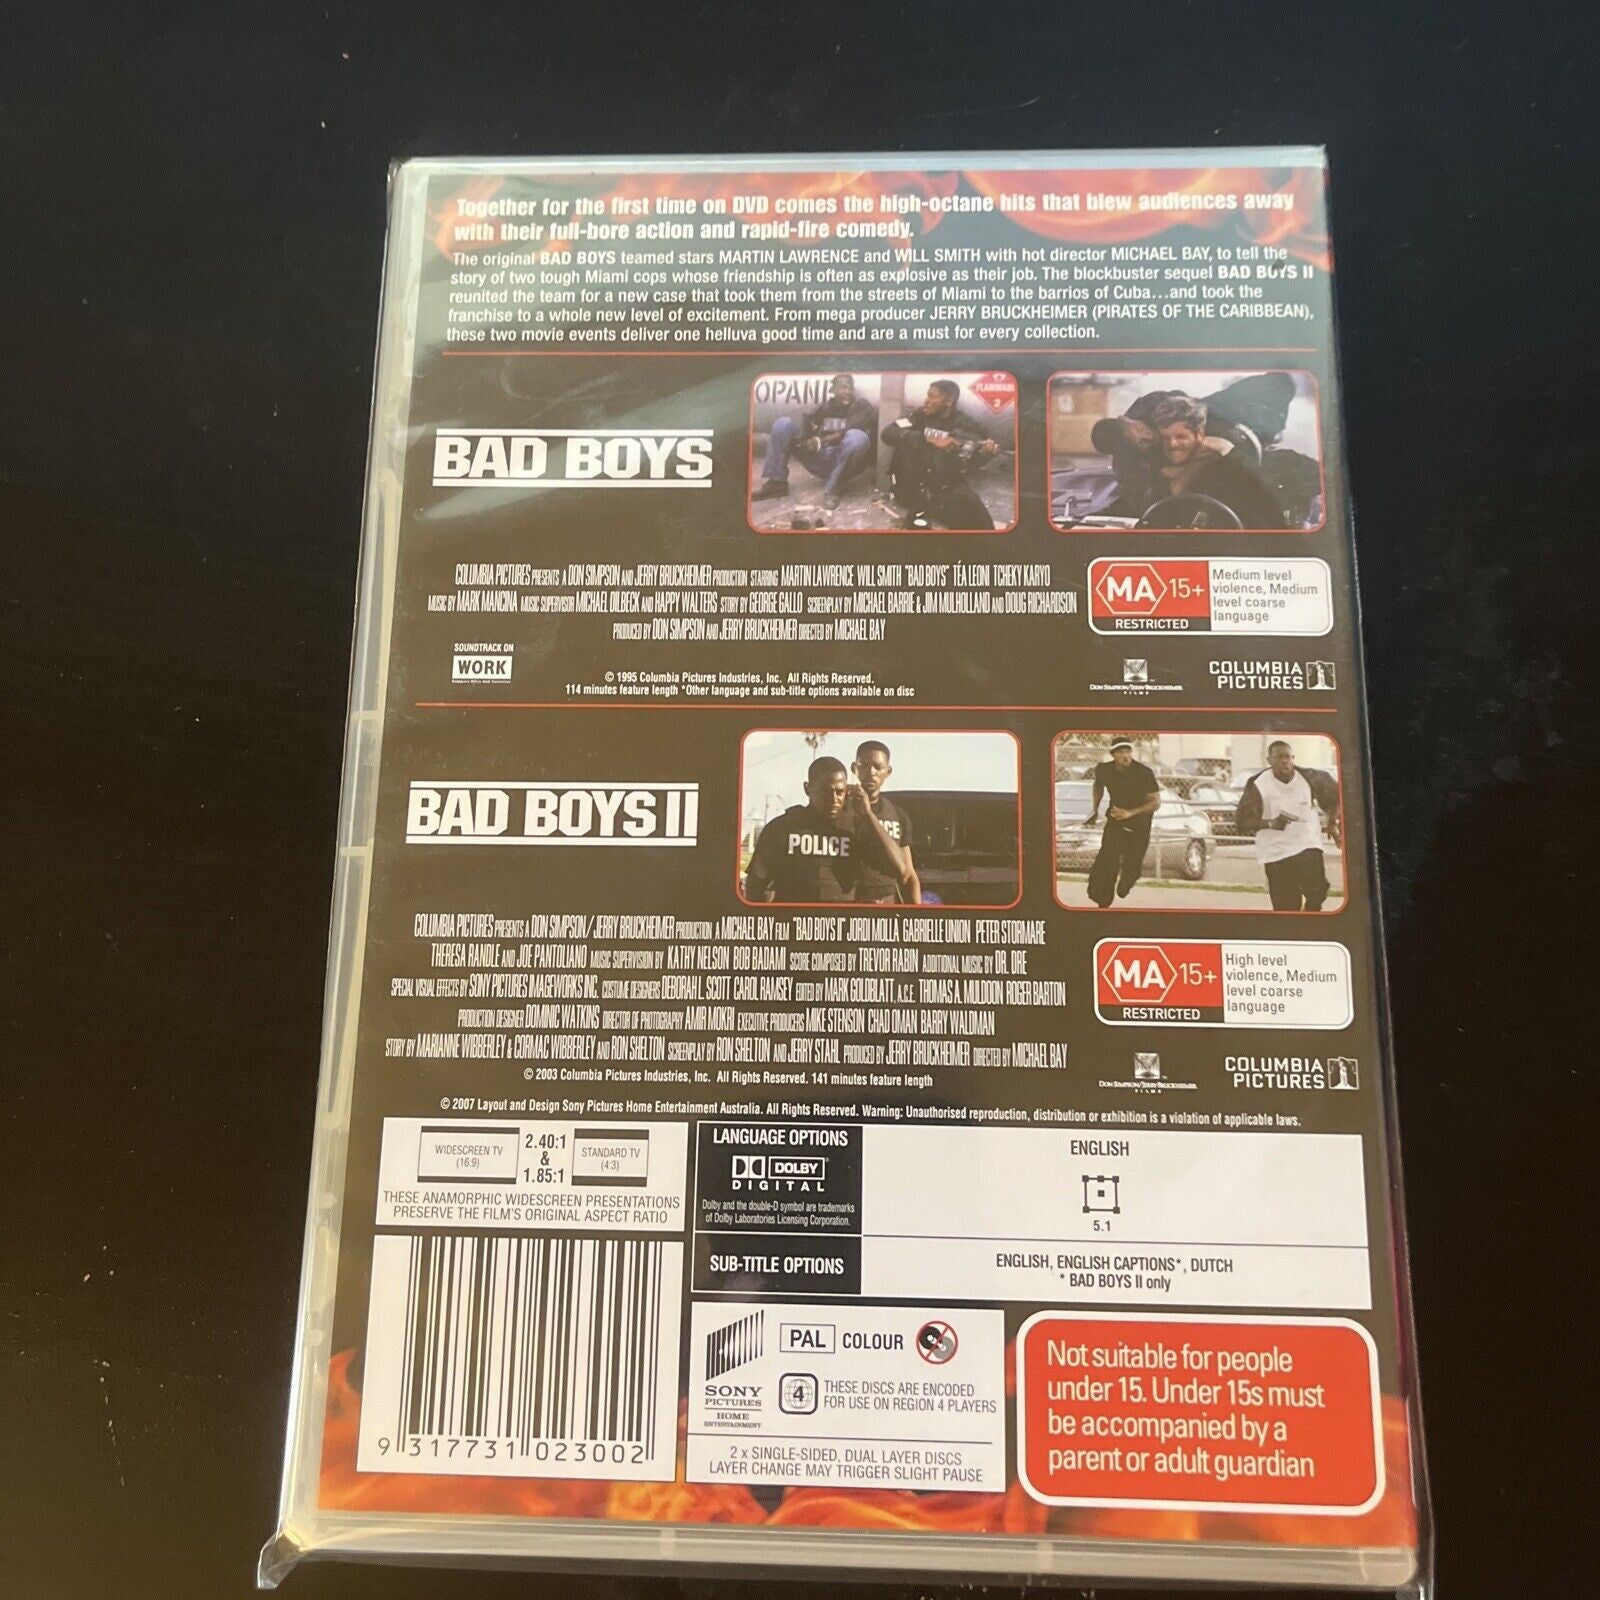 Together for the first time on DVD comes the high-octane hits that blew audiences away
with their full-bore action and rapid-fire comedy.
The original BAD BOYS teamed stars MARTIN LAWRENCE and WILL SMITH with hot director MICHAEL BAY, to tell the
story of two tough Miami cops whose friendship is often as explosive as their job. The blockbuster sequel BAD BOYS II
reunited the team for a new case that took them from the streets of Miami to the barrios of Cuba...and took the
franchise to a whole new level of excitement. From mega producer JERRY BRUCKHEIMER (PIRATES OF THE CARIBBEAN),
these two movie events deliver one helluva good time and are a must for every collection.
BAD BOYS
OPANE
2
COLUMBIA PICTURES PRESENTS A DON SIMPSON AND JERRY BRUCKHEIMER PRODUCTION STARRING MARTIN LAWRENCE WILL SMITH "BAD BOYS" TÉA LEONI TCHEKY KARYO
MUSIC BY MARK MANCINA MUSIC SUPERVISOR MICHAEL DILBECK AND HAPPY WALTERS STORY BY GEORGE GALLO SCREENPLAY BY MICHAEL BARRIE & JIM MULHOLLAND AND DOUG RICHARDSON
PRODUCED BY DON SIMPSON AND JERRY BRUCKHEIMER DIRECTED BY MICHAEL BAY
MA 15+
RESTRICTED
Medium level
violence, Medium
level coarse
language
SOUNDTRACK ON
WORK
© 1995 Columbia Pictures Industries, Inc. All Rights Reserved.
114 minutes feature length *Other language and sub-title options available on disc
DON SIMPSON/JERRY BRUCKHEIMER
FILMS
COLUMBIA
PICTURES
BAD BOYS II
POLICE
ICE
COLUMBIA PICTURES PRESENTS A DON SIMPSON/JERRY BRUCKHEIMER PRODUCTION A MICHAEL BAY FILM "BAD BOYS II" JORDI MOLLÀ GABRIELLE UNION PETER STORMARE
THERESA RANDLE AND JOE PANTOLIANO MUSIC SUPERVISION BY KATHY NELSON BOB BADAMI SCORE COMPOSED BY TREVOR RABIN ADDITIONAL MUSIC BY DR. DRE
SPECIAL VISUAL EFFECTS BY SONY PICTURES IMAGEWORKS INC. COSTUME DESIGNERS DEBORAH L. SCOTT CAROL RAMSEY EDITED BY MARK GOLDBLATT, A.C.E. THOMAS A. MULDOON ROGER BARTON
PRODUCTION DESIGNER DOMINIC WATKINS DIRECTOR OF PHOTOGRAPHY AMIR MOKRI EXECUTIVE PRODUCERS MIKE STENSON CHAD OMAN BARRY WALDMAN
STORY BY MARIANNE WIBBERLEY & CORMAC WIBBERLEY AND RON SHELTON SCREENPLAY BY RON SHELTON AND JERRY STAHL PRODUCED BY JERRY BRUCKHEIMER DIRECTED BY MICHAEL BAY
MA 15+
RESTRICTED
High level
violence, Medium
level coarse
language
© 2003 Columbia Pictures Industries, Inc. All Rights Reserved. 141 minutes feature length
DON SIMPSON/JERRY BRUCKHEIMER
FILMS
COLUMBIA
PICTURES
© 2007 Layout and Design Sony Pictures Home Entertainment Australia. All Rights Reserved. Warning: Unauthorised reproduction, distribution or exhibition is a violation of applicable laws.
WIDESCREEN TV
(16:9)
2.40:1
&
1.85:1
STANDARD TV
(4:3)
THESE ANAMORPHIC WIDESCREEN PRESENTATIONS
PRESERVE THE FILM'S ORIGINAL ASPECT RATIO
LANGUAGE OPTIONS
DOLBY
DIGITAL
Dolby and the double-D symbol are trademarks
of Dolby Laboratories Licensing Corporation.
ENGLISH
5.1
SUB-TITLE OPTIONS
ENGLISH, ENGLISH CAPTIONS*, DUTCH
* BAD BOYS II only
9 317731 023002
SONY
PICTURES
HOME
ENTERTAINMENT
PAL COLOUR
4
THESE DISCS ARE ENCODED
FOR USE ON REGION 4 PLAYERS
2 x SINGLE-SIDED, DUAL LAYER DISCS
LAYER CHANGE MAY TRIGGER SLIGHT PAUSE
Not suitable for people
under 15. Under 15s must
be accompanied by a
parent or adult guardian